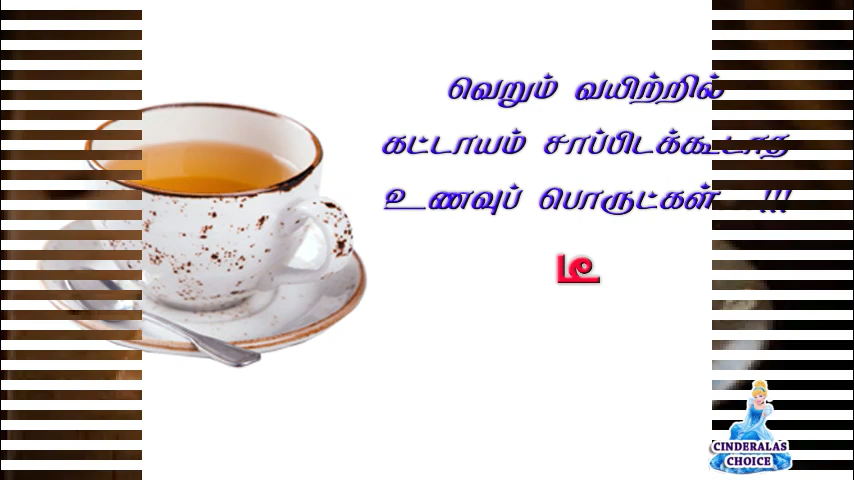 வெறும் வயிற்றில்
கட்டாயம் சாப்பிடக்கூடாத
உணவுப் பொருட்கள் !!!
டீ
CINDERALAS
CHOICE